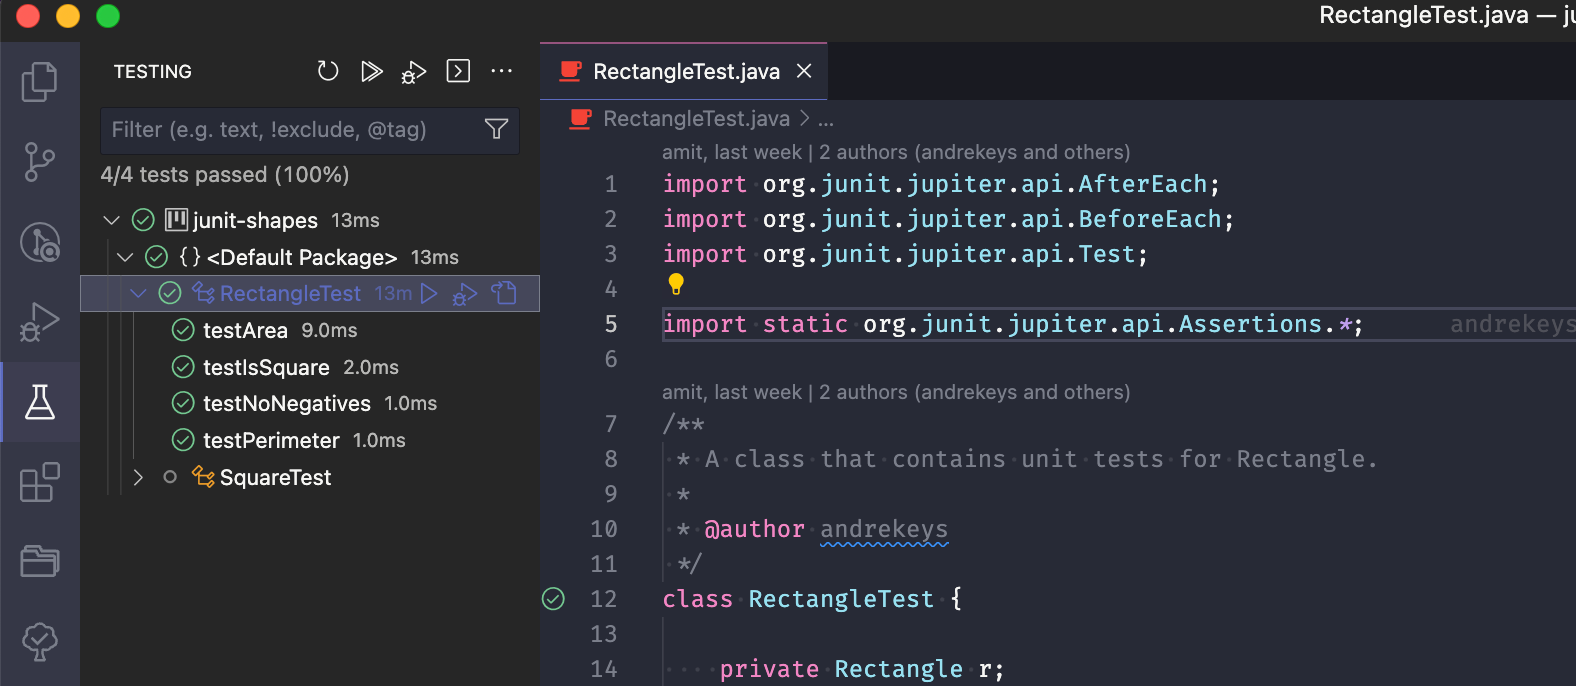 RectangleTest.java — ju
TESTING
Filter (e.g. text, !exclude, @tag)
4/4 tests passed (100%)
junit-shapes 13ms
{} <Default Package> 13ms
RectangleTest 13m
testArea 9.0ms
testIsSquare 2.0ms
testNoNegatives 1.0ms
testPerimeter 1.0ms
SquareTest
RectangleTest.java
RectangleTest.java > ...
amit, last week | 2 authors (andrekeys and others)
1 import org.junit.jupiter.api.AfterEach;
2 import org.junit.jupiter.api.BeforeEach;
3 import org.junit.jupiter.api.Test;
4
5 import static org.junit.jupiter.api.Assertions.*; andrekeys
6
amit, last week | 2 authors (andrekeys and others)
7 /**
8 * A class that contains unit tests for Rectangle.
9 *
10 * @author andrekeys
11 */
12 class RectangleTest {
13
14 private Rectangle r;